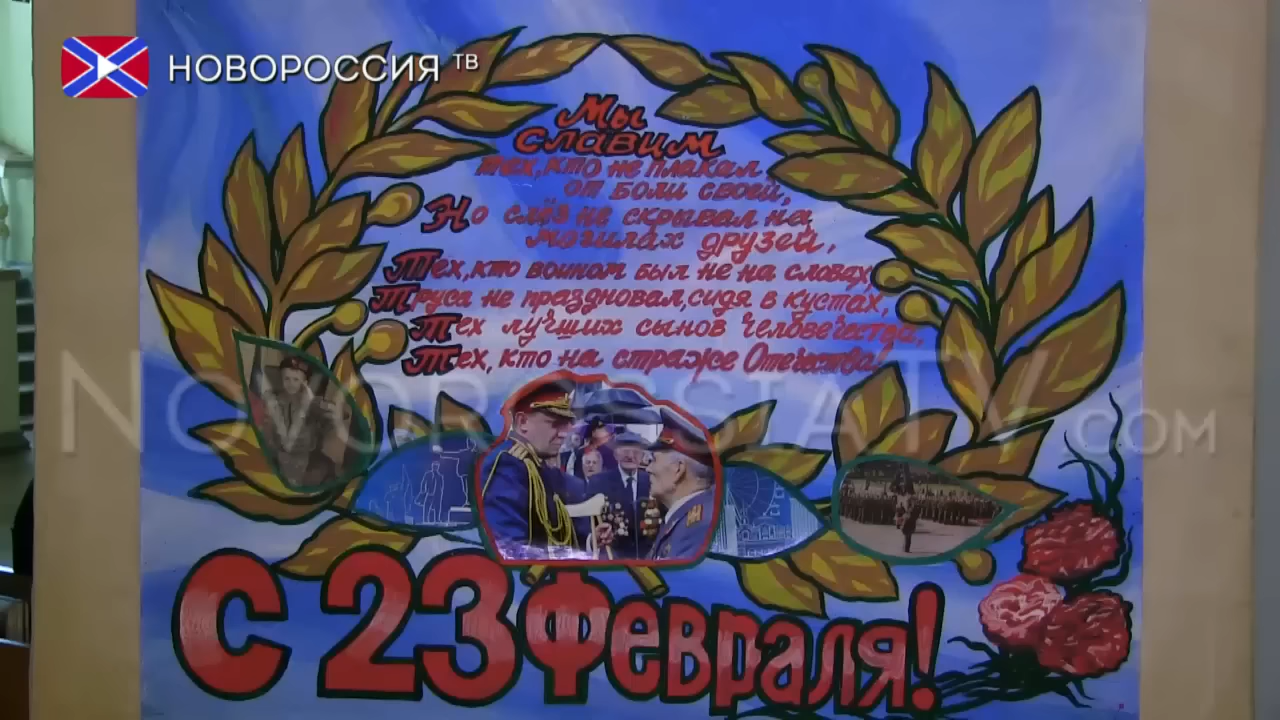 НОВОРОССИЯ ТВ
Мы
славим
тех, кто не плакал
от боли своей,
Но слёз не скрывал на
могилах друзей,
Тех, кто воином был не на словах,
Труса не праздновал, сидя в кустах,
Тех лучших сынов человечества,
Тех, кто на страже Отечества!
NOVOROSSIATV.COM
С 23 Февраля!